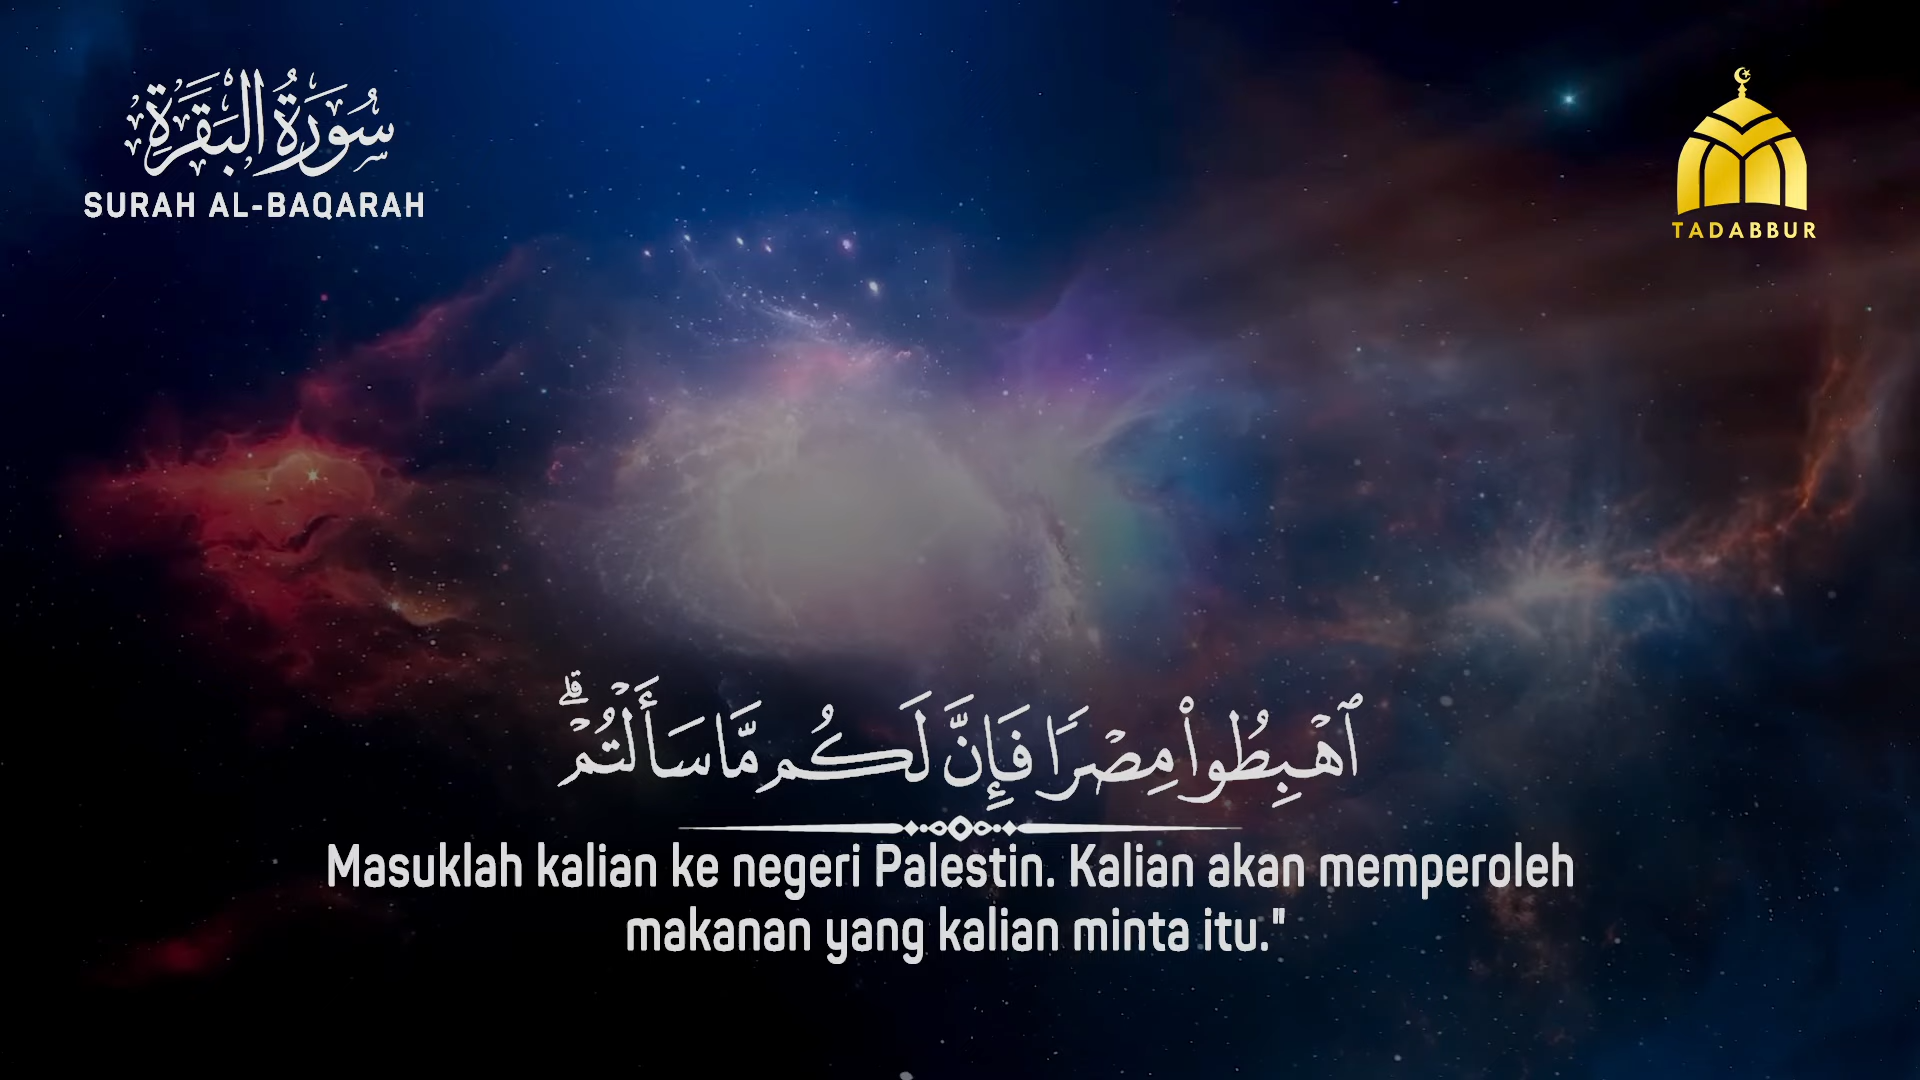 سُورَةُ الْبَقَرَةِ
SURAH AL-BAQARAH
TADABBUR
ٱهۡبِطُواْ مِصۡرٗا فَإِنَّ لَكُم مَّا سَأَلۡتُمۡۗ
Masuklah kalian ke negeri Palestin. Kalian akan memperoleh
makanan yang kalian minta itu."